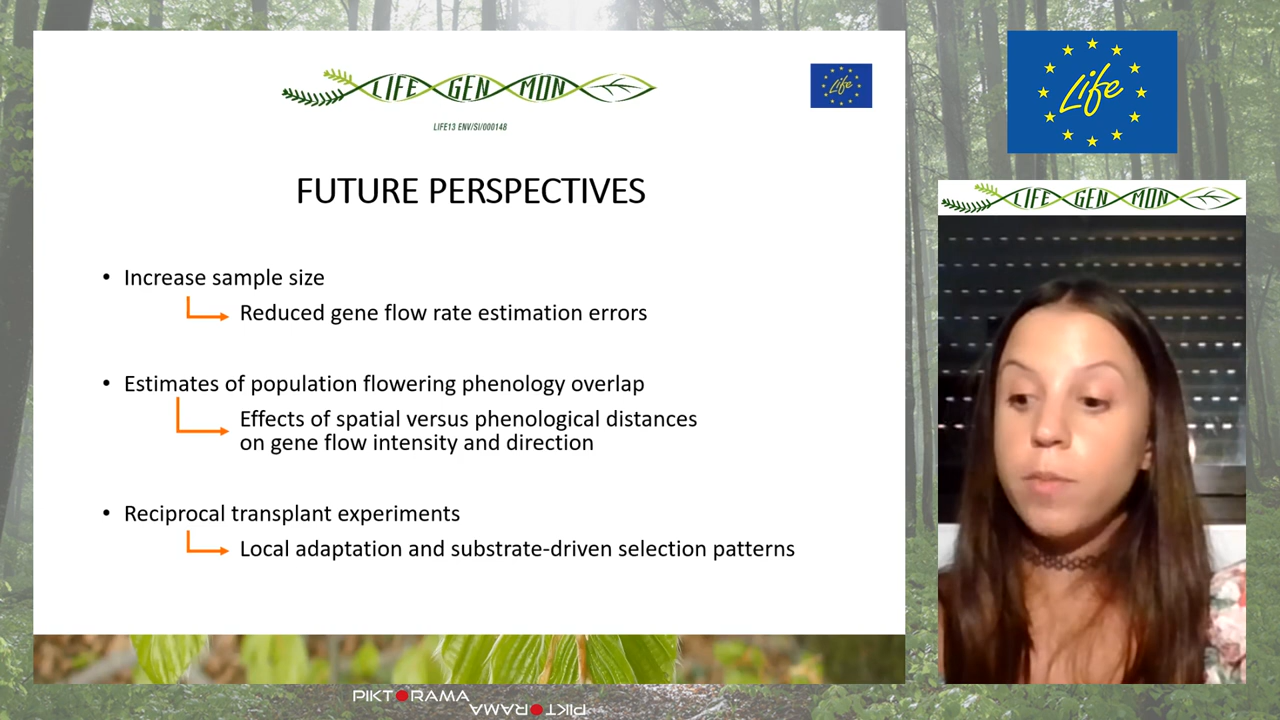 LIFE GEN MON
LIFE13 ENV/SI/000148
Life
FUTURE PERSPECTIVES
• Increase sample size
Reduced gene flow rate estimation errors
• Estimates of population flowering phenology overlap
Effects of spatial versus phenological distances
on gene flow intensity and direction
• Reciprocal transplant experiments
Local adaptation and substrate-driven selection patterns
Life
LIFE GEN MON
PIKTORAMA
PIKTORAMA